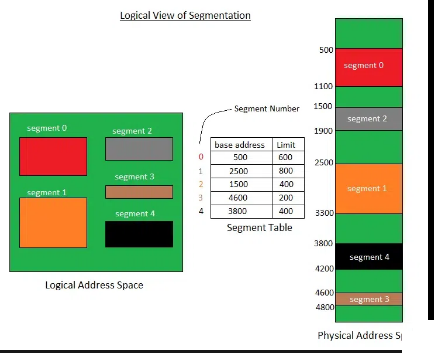 Logical View of Segmentation
segment 0
segment 2
segment 3
segment 1
segment 4
Logical Address Space
Segment Number
base address Limit
0 500 600
1 2500 800
2 1500 400
3 4600 200
4 3800 400
Segment Table
500
segment 0
1100
1500
segment 2
1900
2500
segment 1
3300
3800
segment 4
4200
4600
segment 3
4800
Physical Address